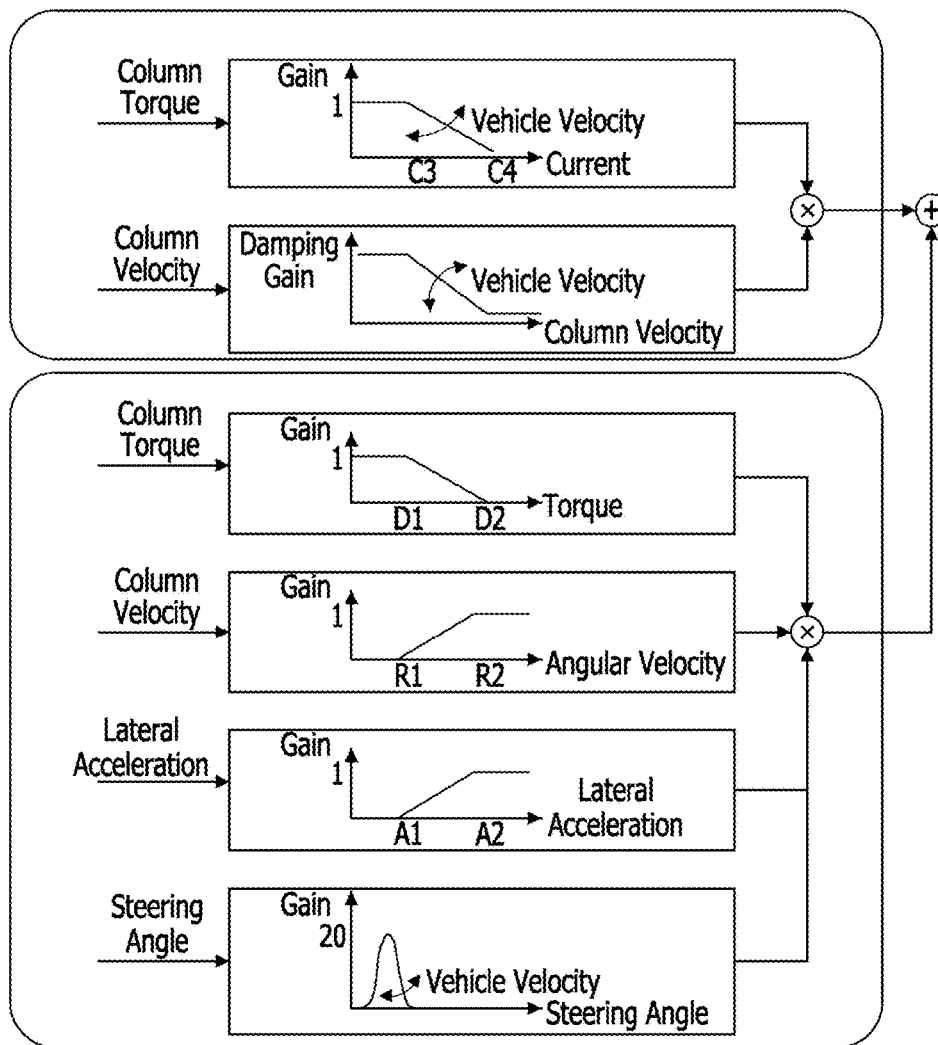 Column
Torque
Gain
1
Vehicle Velocity
C3
C4
Current
×
+
Column
Velocity
Damping
Gain
Vehicle Velocity
Column Velocity
Column
Torque
Gain
1
D1
D2
Torque
Column
Velocity
Gain
1
R1
R2
Angular Velocity
×
Lateral
Acceleration
Gain
1
A1
A2
Lateral
Acceleration
Steering
Angle
Gain
20
Vehicle Velocity
Steering Angle